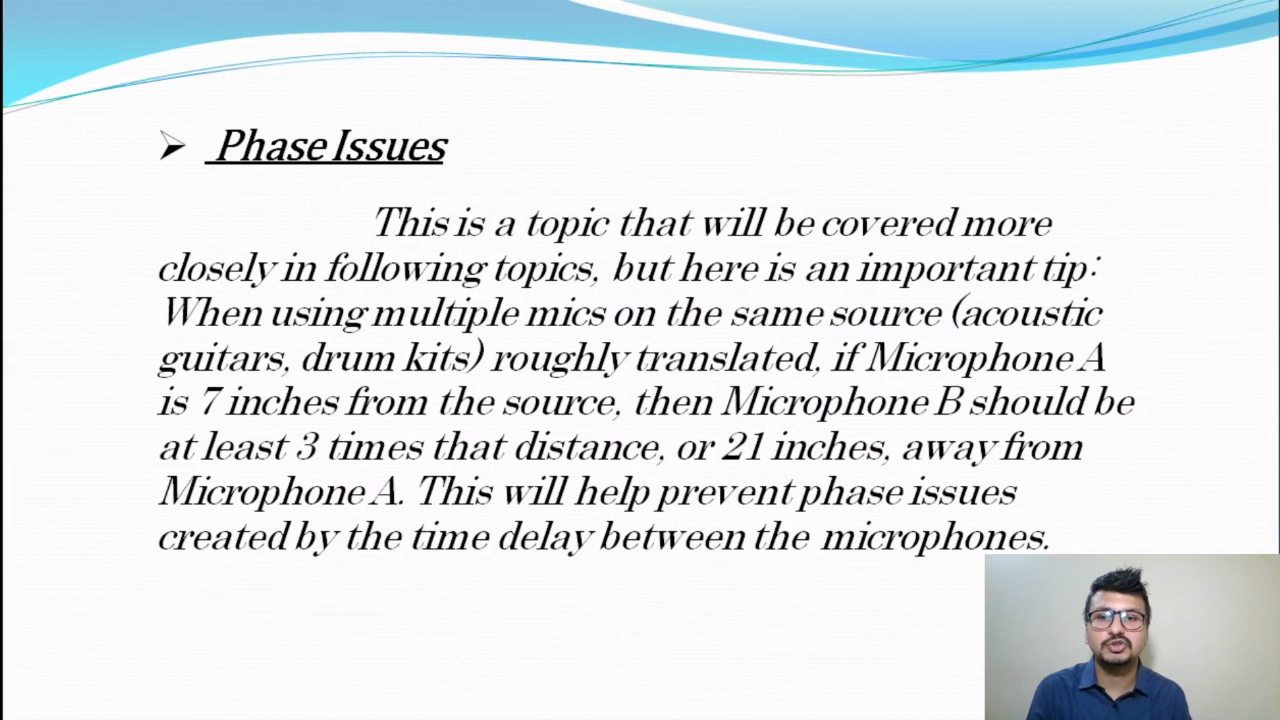 Phase Issues
This is a topic that will be covered more
closely in following topics, but here is an important tip:
When using multiple mics on the same source (acoustic
guitars, drum kits) roughly translated, if Microphone A
is 7 inches from the source, then Microphone B should be
at least 3 times that distance, or 21 inches, away from
Microphone A. This will help prevent phase issues
created by the time delay between the microphones.